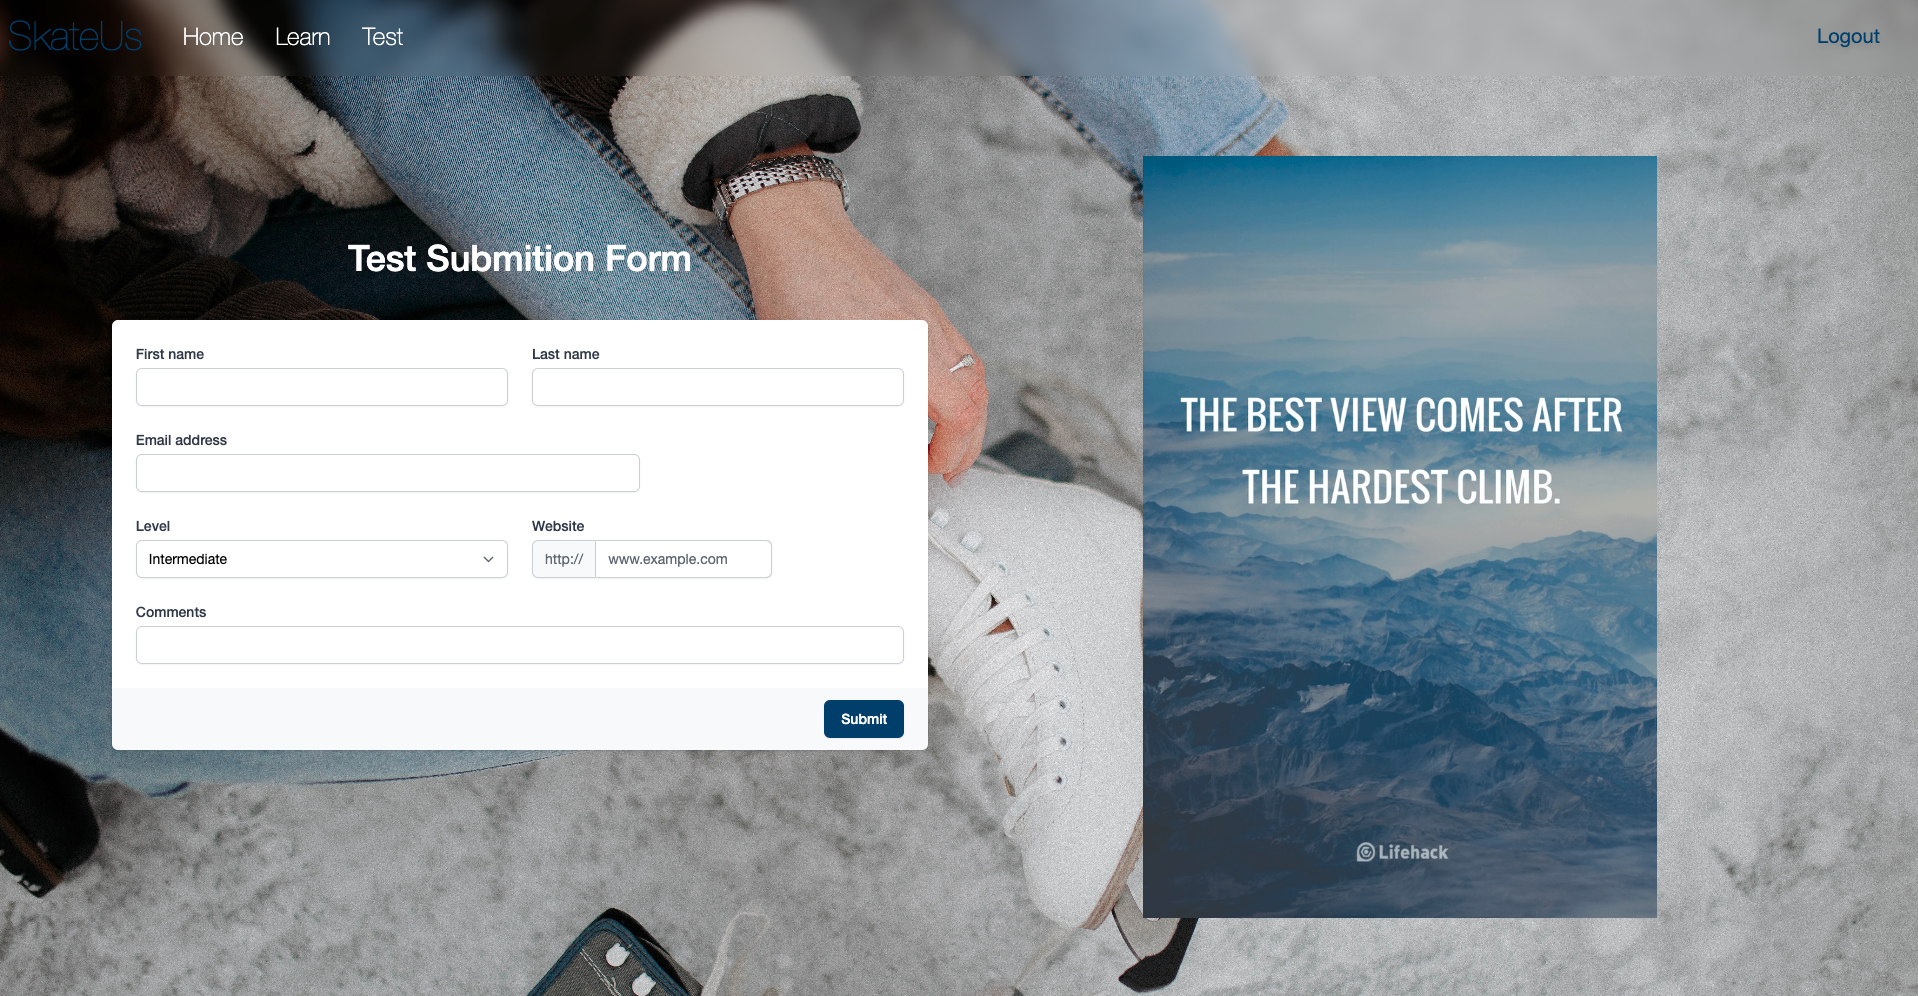 SkateUs Home Learn Test Logout
Test Submition Form
First name Last name
Email address
Level Website
Intermediate http:// www.example.com
Comments
Submit
THE BEST VIEW COMES AFTER
THE HARDEST CLIMB.
Lifehack